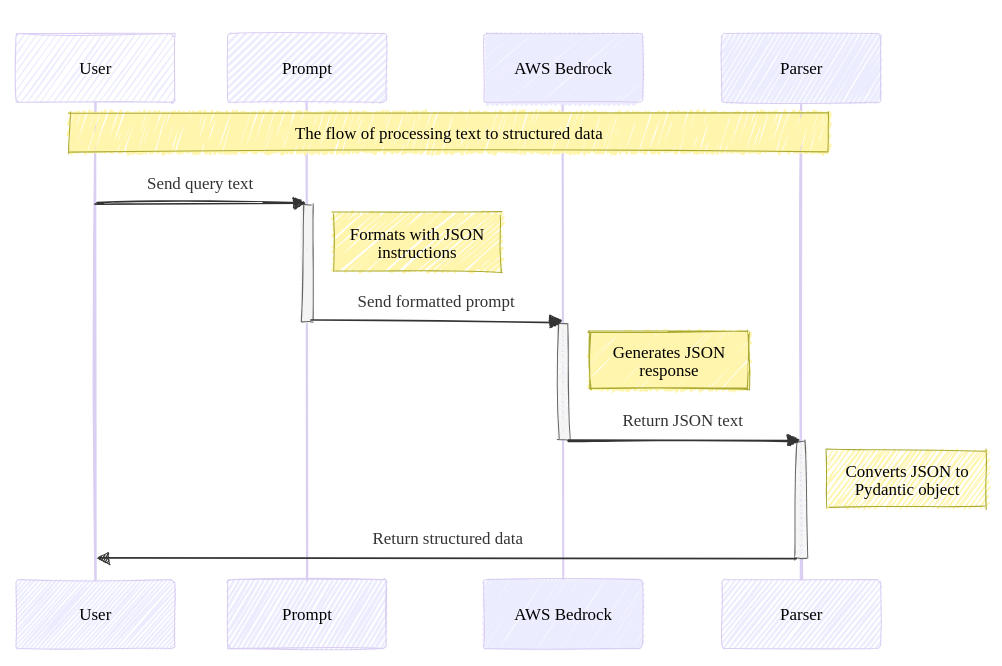 User
Prompt
AWS Bedrock
Parser
The flow of processing text to structured data
Send query text
Formats with JSON
instructions
Send formatted prompt
Generates JSON
response
Return JSON text
Converts JSON to
Pydantic object
Return structured data
User
Prompt
AWS Bedrock
Parser